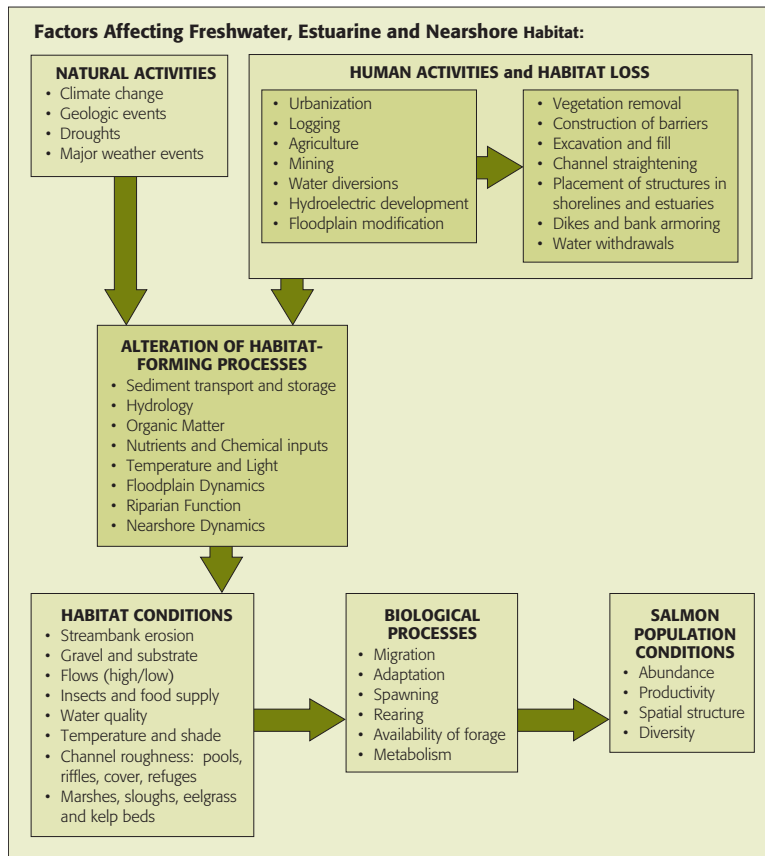 Factors Affecting Freshwater, Estuarine and Nearshore Habitat:
NATURAL ACTIVITIES
• Climate change
• Geologic events
• Droughts
• Major weather events
HUMAN ACTIVITIES and HABITAT LOSS
• Urbanization
• Logging
• Agriculture
• Mining
• Water diversions
• Hydroelectric development
• Floodplain modification
• Vegetation removal
• Construction of barriers
• Excavation and fill
• Channel straightening
• Placement of structures in
shorelines and estuaries
• Dikes and bank armoring
• Water withdrawals
ALTERATION OF HABITAT-
FORMING PROCESSES
• Sediment transport and storage
• Hydrology
• Organic Matter
• Nutrients and Chemical inputs
• Temperature and Light
• Floodplain Dynamics
• Riparian Function
• Nearshore Dynamics
HABITAT CONDITIONS
• Streambank erosion
• Gravel and substrate
• Flows (high/low)
• Insects and food supply
• Water quality
• Temperature and shade
• Channel roughness: pools,
riffles, cover, refuges
• Marshes, sloughs, eelgrass
and kelp beds
BIOLOGICAL
PROCESSES
• Migration
• Adaptation
• Spawning
• Rearing
• Availability of forage
• Metabolism
SALMON
POPULATION
CONDITIONS
• Abundance
• Productivity
• Spatial structure
• Diversity